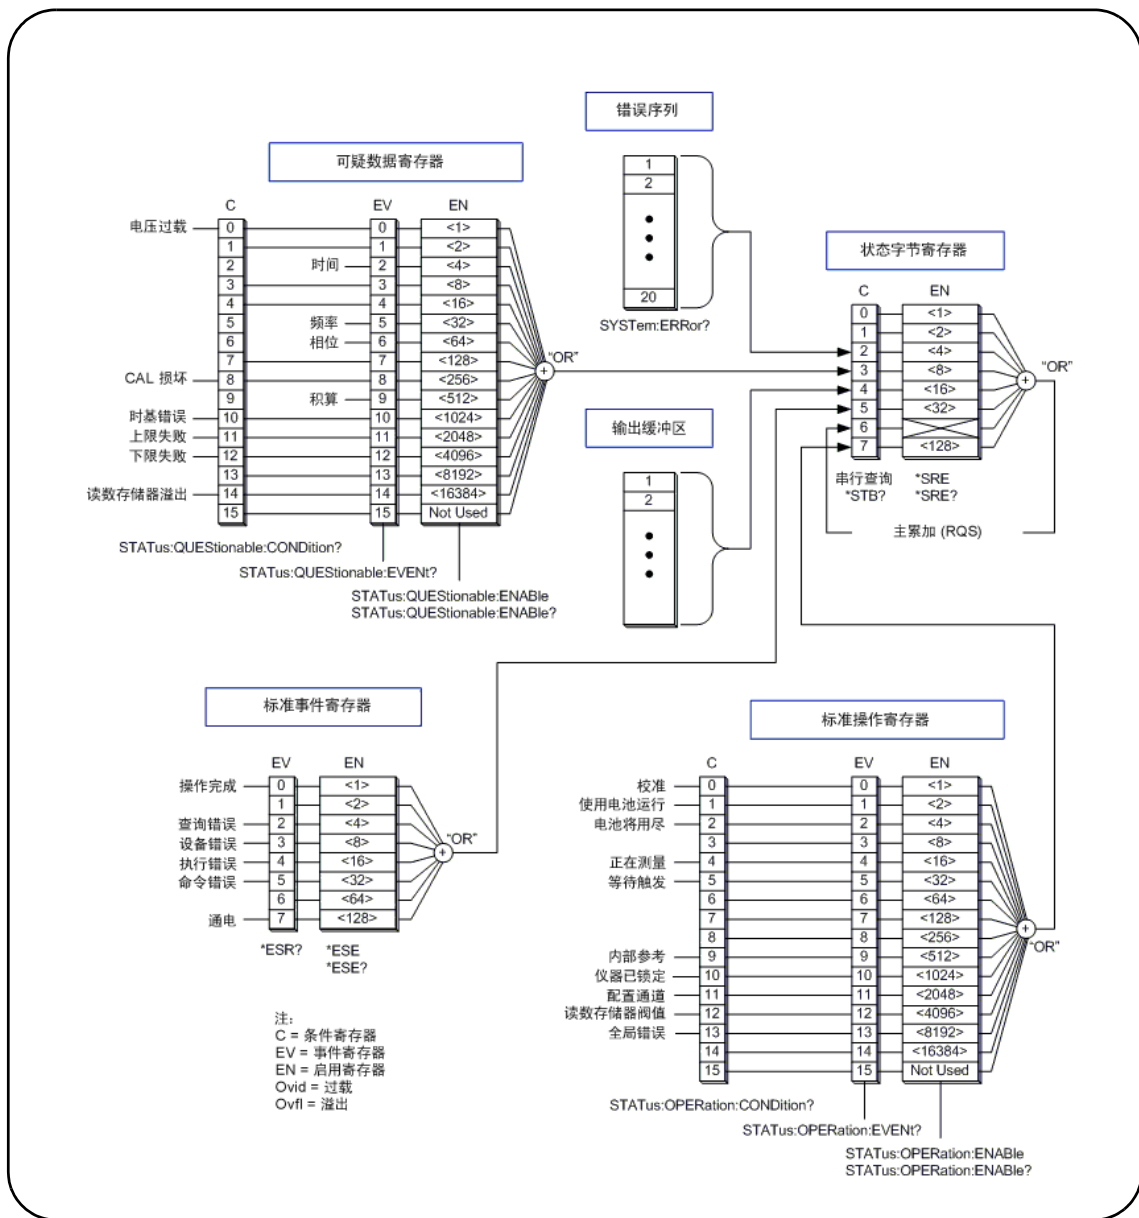 错误序列
1
2
20
SYSTem:ERRor?
可疑数据寄存器
C EV EN
电压过载 0 0 <1>
1 1 <2>
2 时间 2 <4>
3 3 <8>
4 4 <16>
5 频率 5 <32>
6 相位 6 <64>
7 7 <128>
CAL 损坏 8 8 <256>
9 积算 9 <512>
时基错误 10 10 <1024>
上限失败 11 11 <2048>
下限失败 12 12 <4096>
13 13 <8192>
读数存储器溢出 14 14 <16384>
15 15 Not Used
"OR"
+
STATus:QUEStionable:CONDition?
STATus:QUEStionable:EVENt?
STATus:QUEStionable:ENABle
STATus:QUEStionable:ENABle?
状态字节寄存器
C EN
0 <1>
1 <2>
2 <4>
3 <8>
4 <16>
5 <32>
6
7 <128>
"OR"
+
串行查询 *SRE
*STB? *SRE?
主累加 (RQS)
输出缓冲区
1
2
标准事件寄存器
EV EN
操作完成 0 <1>
1 <2>
查询错误 2 <4>
设备错误 3 <8>
执行错误 4 <16>
命令错误 5 <32>
6 <64>
通电 7 <128>
"OR"
+
*ESR? *ESE
*ESE?
标准操作寄存器
C EV EN
校准 0 0 <1>
使用电池运行 1 1 <2>
电池将用尽 2 2 <4>
3 3 <8>
正在测量 4 4 <16>
等待触发 5 5 <32>
6 6 <64>
7 7 <128>
8 8 <256>
内部参考 9 9 <512>
仪器已锁定 10 10 <1024>
配置通道 11 11 <2048>
读数存储器阀值 12 12 <4096>
全局错误 13 13 <8192>
14 14 <16384>
15 15 Not Used
+
"OR"
STATus:OPERation:CONDition?
STATus:OPERation:EVENt?
STATus:OPERation:ENABle
STATus:OPERation:ENABle?
注:
C = 条件寄存器
EV = 事件寄存器
EN = 启用寄存器
Ovid = 过载
Ovfl = 溢出